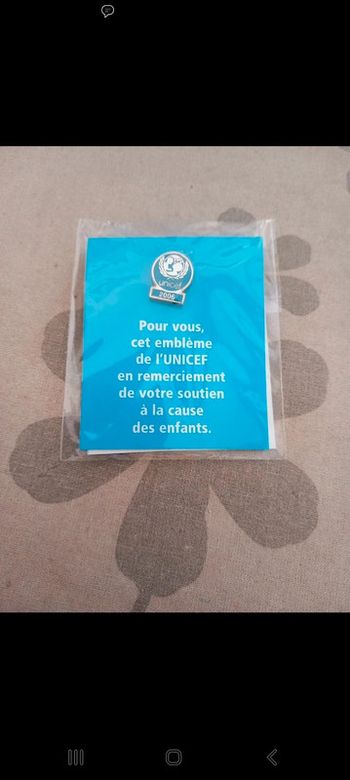 unicef
2006
Pour vous,
cet emblème
de l'UNICEF
en remerciement
de votre soutien
à la cause
des enfants.